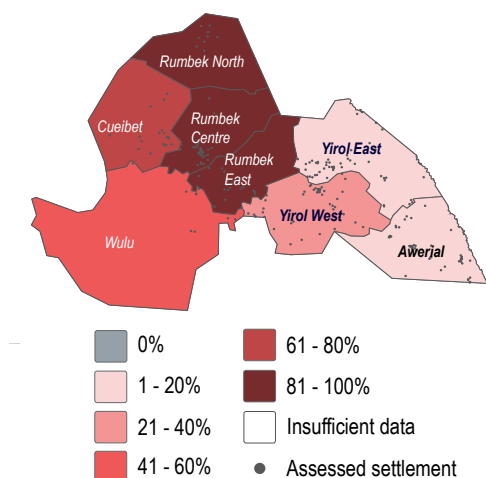 Rumbek North
Cueibet
Rumbek
Centre
Rumbek
East
Yirol East
Wulu
Yirol West
Awerjal
0%
1 - 20%
21 - 40%
41 - 60%
61 - 80%
81 - 100%
Insufficient data
Assessed settlement